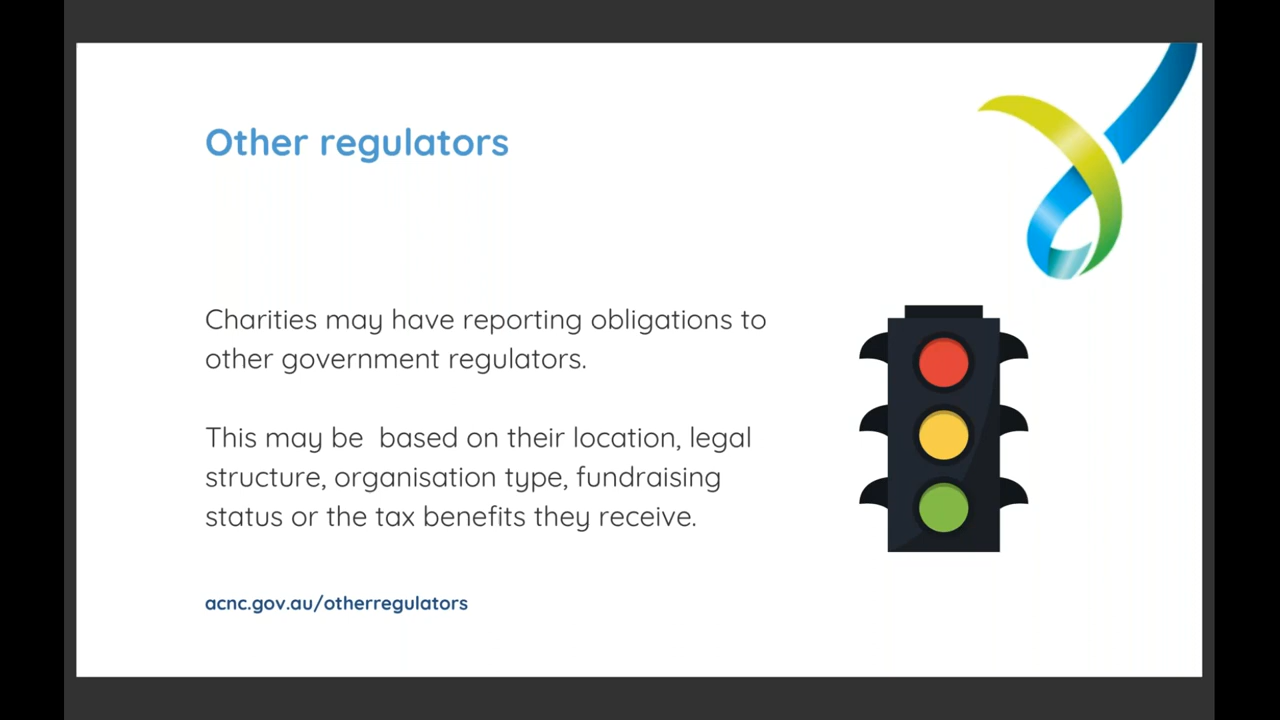 Other regulators
Charities may have reporting obligations to
other government regulators.
This may be  based on their location, legal
structure, organisation type, fundraising
status or the tax benefits they receive.
acnc.gov.au/otherregulators